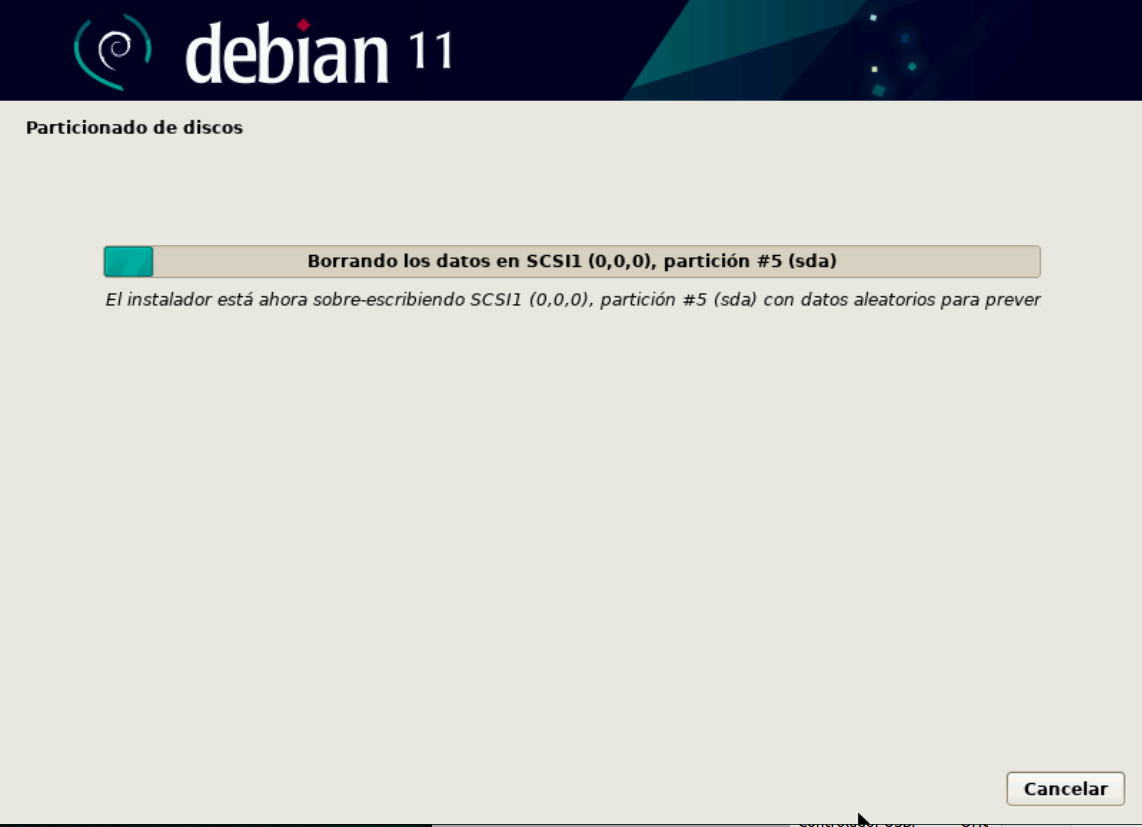 debian 11
Particionado de discos
Borrando los datos en SCSI1 (0,0,0), partición #5 (sda)
El instalador está ahora sobre-escribiendo SCSI1 (0,0,0), partición #5 (sda) con datos aleatorios para prever
Cancelar